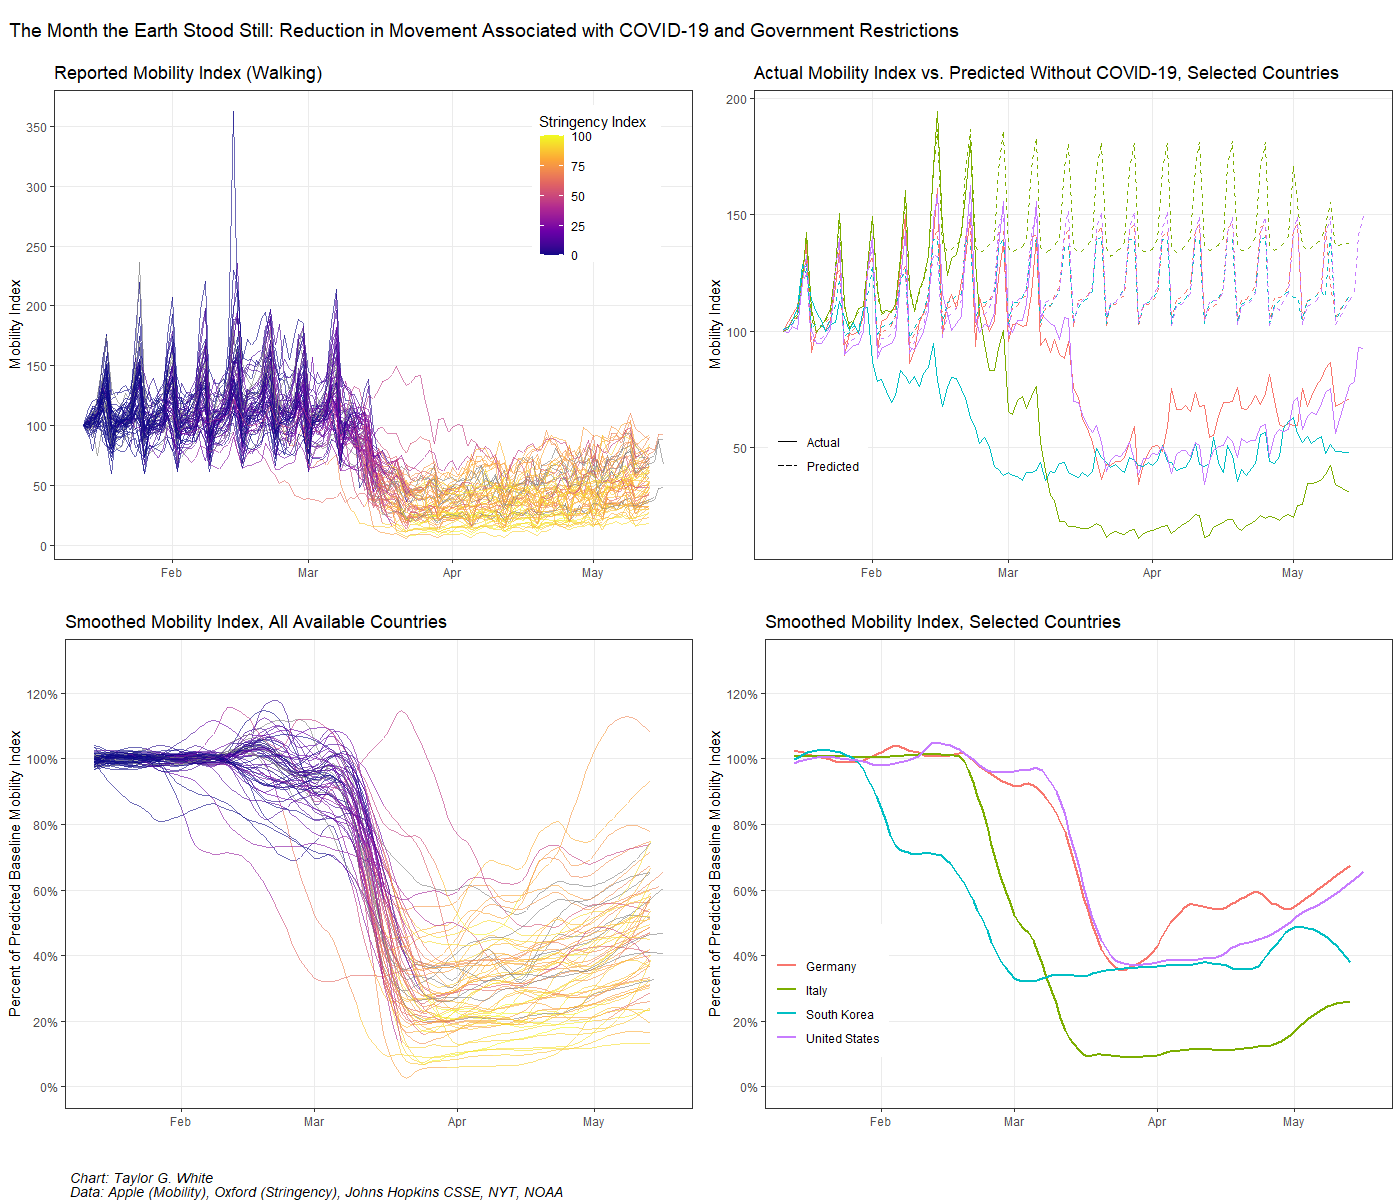 The Month the Earth Stood Still: Reduction in Movement Associated with COVID-19 and Government Restrictions
Reported Mobility Index (Walking)
Mobility Index
350
300
250
200
150
100
50
0
Feb
Mar
Apr
May
Stringency Index
100
75
50
25
0
Actual Mobility Index vs. Predicted Without COVID-19, Selected Countries
Mobility Index
200
150
100
50
Feb
Mar
Apr
May
Actual
Predicted
Smoothed Mobility Index, All Available Countries
Percent of Predicted Baseline Mobility Index
120%
100%
80%
60%
40%
20%
0%
Feb
Mar
Apr
May
Smoothed Mobility Index, Selected Countries
Percent of Predicted Baseline Mobility Index
120%
100%
80%
60%
40%
20%
0%
Feb
Mar
Apr
May
Germany
Italy
South Korea
United States
Chart: Taylor G. White
Data: Apple (Mobility), Oxford (Stringency), Johns Hopkins CSSE, NYT, NOAA